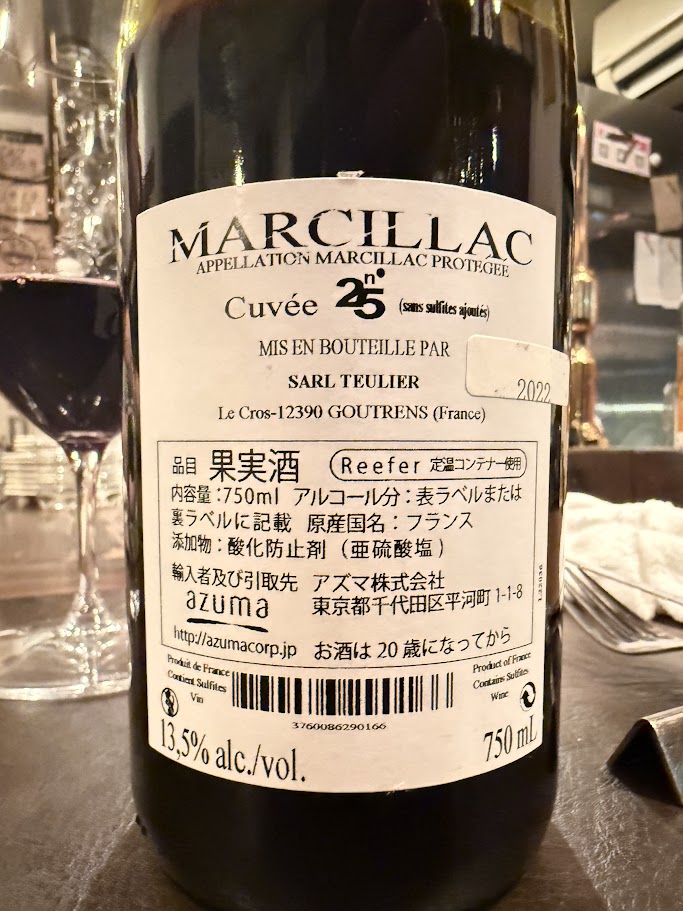 MARCILLAC
APPELLATION MARCILLAC PROTEGÉE
Cuvée n° 25 (sans sulfites ajoutés)
MIS EN BOUTEILLE PAR
SARL TEULIER
2022
Le Cros-12390 GOUTRENS (France)
品目 果実酒 Reefer 定温コンテナー使用
内容量:750ml アルコール分:表ラベルまたは
裏ラベルに記載 原産国名:フランス
添加物:酸化防止剤(亜硫酸塩)
輸入者及び引取先 アズマ株式会社
azuma 東京都千代田区平河町1-1-8
http://azumacorp.jp お酒は20歳になってから
Produit de France
Contient Sulfites
Vin
Product of France
Contains Sulfites
Wine
3760086290166
13,5% alc./vol. 750 mL